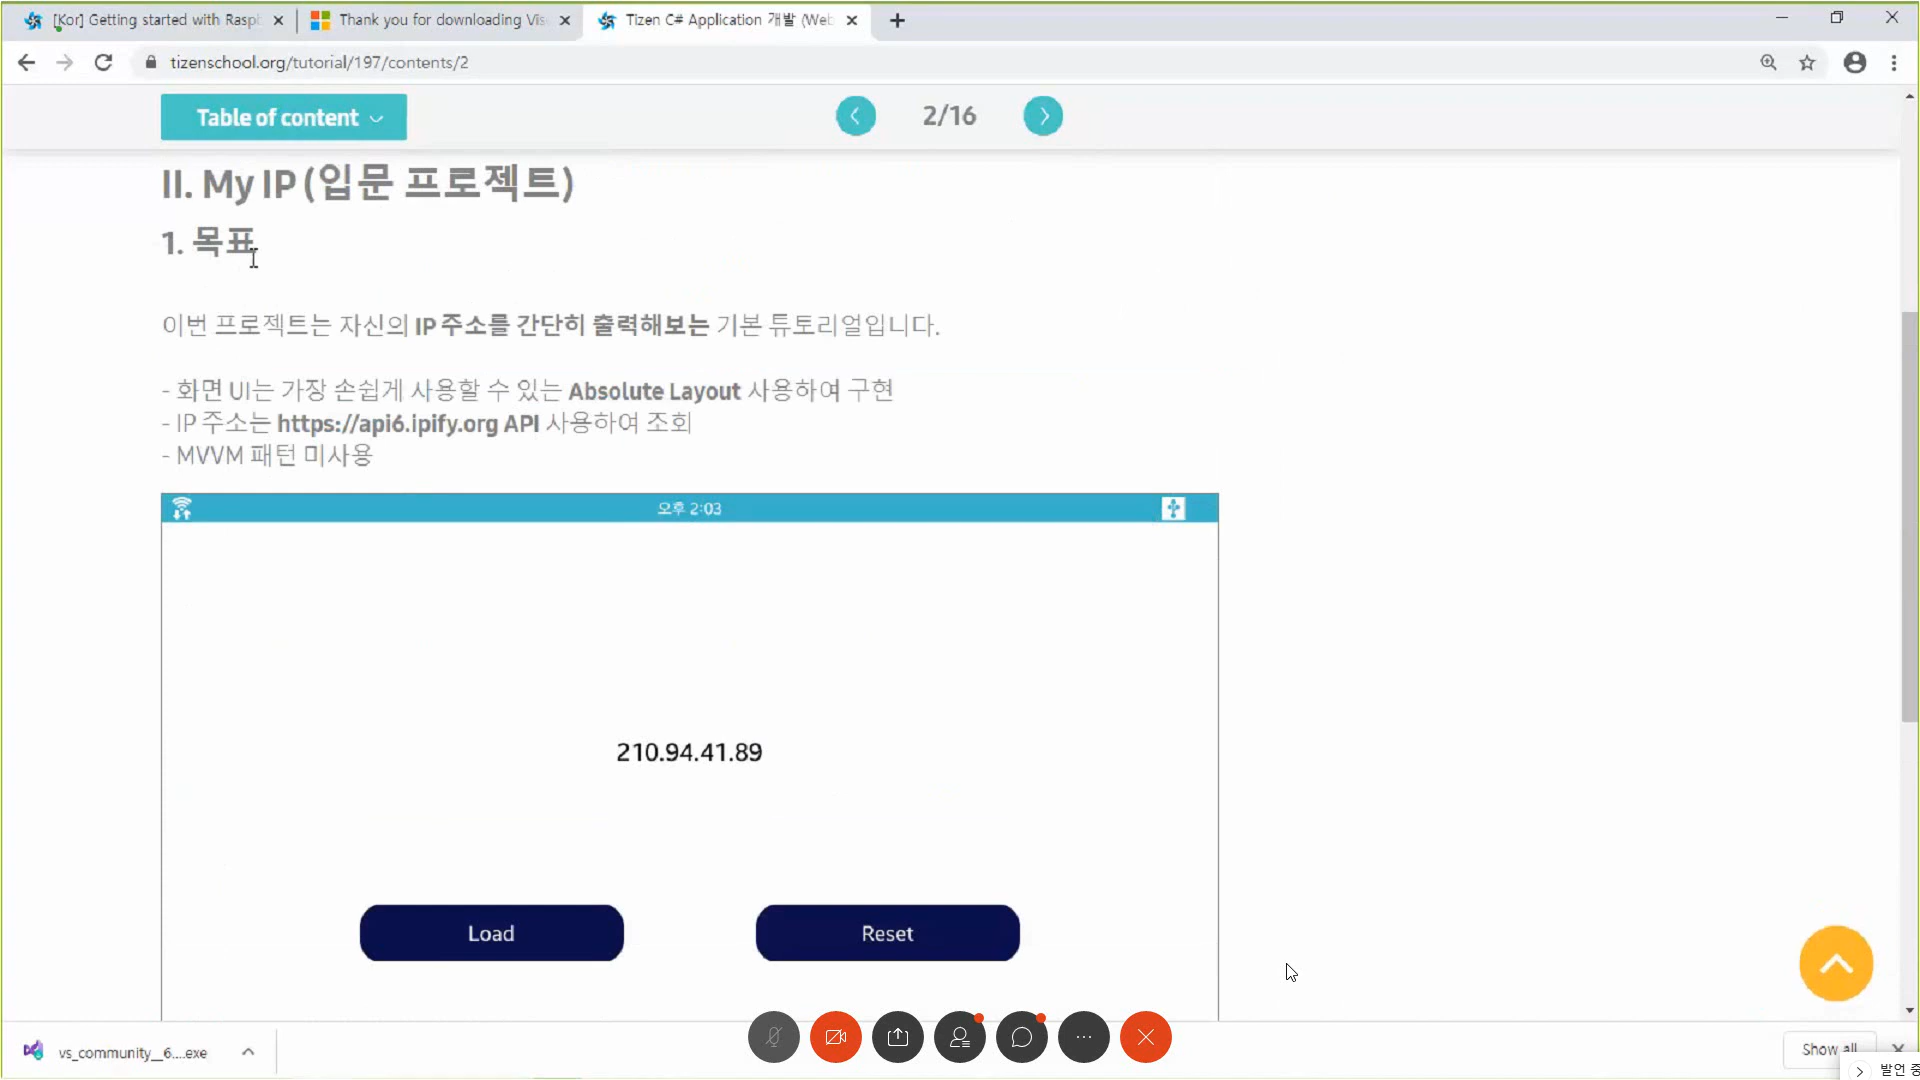 [Kor] Getting started with Rasp
Thank you for downloading Vis
Tizen C# Application 개발 (Web
tizenschool.org/tutorial/197/contents/2
Table of content
2/16
II. My IP (입문 프로젝트)
1. 목표
이번 프로젝트는 자신의 IP 주소를 간단히 출력해보는 기본 튜토리얼입니다.
- 화면 UI는 가장 손쉽게 사용할 수 있는 Absolute Layout 사용하여 구현
- IP 주소는 https://api6.ipify.org API 사용하여 조회
- MVVM 패턴 미사용
오후 2:03
210.94.41.89
Load
Reset
vs_community__6....exe
Show all
발언 중